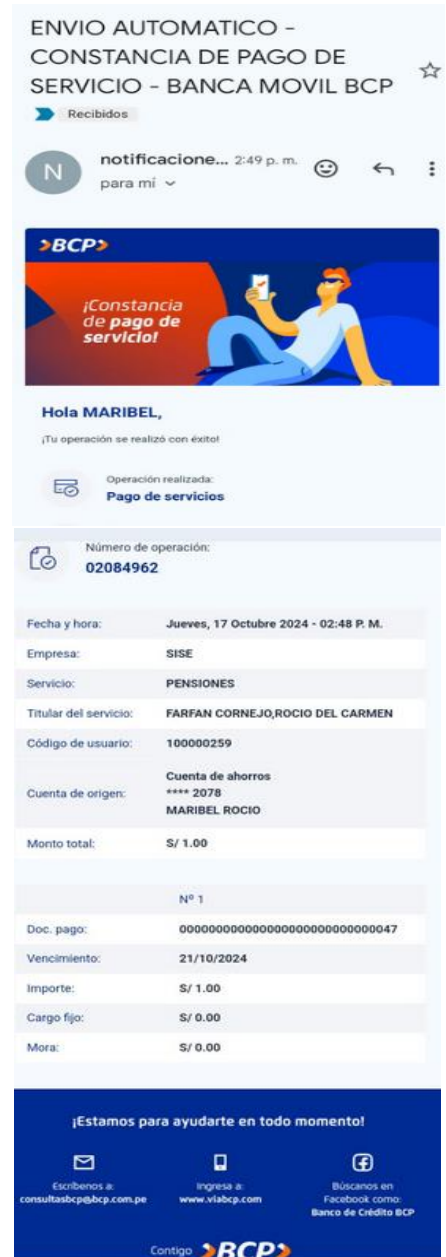 ENVIO AUTOMATICO -
CONSTANCIA DE PAGO DE
SERVICIO - BANCA MOVIL BCP
Recibidos
N
notificacione... 2:49 p. m.
para mí
BCP
¡Constancia
de pago de
servicio!
Hola MARIBEL,
¡Tu operación se realizó con éxito!
Operación realizada:
Pago de servicios
Número de operación:
02084962
Fecha y hora: Jueves, 17 Octubre 2024 - 02:48 P. M.
Empresa: SISE
Servicio: PENSIONES
Titular del servicio: FARFAN CORNEJO,ROCIO DEL CARMEN
Código de usuario: 100000259
Cuenta de origen: Cuenta de ahorros
**** 2078
MARIBEL ROCIO
Monto total: S/ 1.00
Nº 1
Doc. pago: 000000000000000000000000000047
Vencimiento: 21/10/2024
Importe: S/ 1.00
Cargo fijo: S/ 0.00
Mora: S/ 0.00
¡Estamos para ayudarte en todo momento!
Escríbenos a: Ingresa a: Búscanos en
consultasbcp@bcp.com.pe www.viabcp.com Facebook como:
Banco de Crédito BCP
Contigo BCP